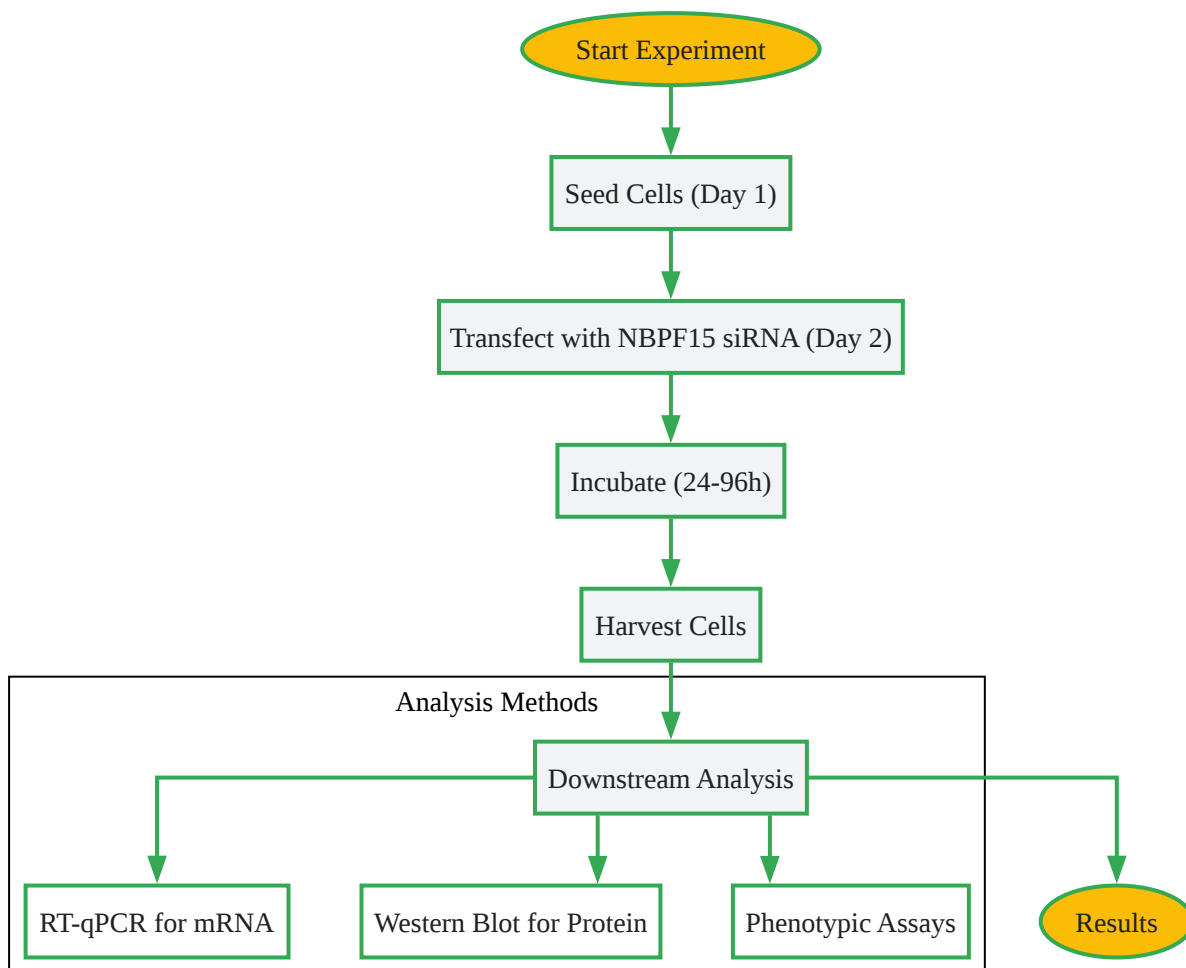 Start Experiment
Seed Cells (Day 1)
Transfect with NBPF15 siRNA (Day 2)
Incubate (24-96h)
Harvest Cells
Analysis Methods
Downstream Analysis
RT-qPCR for mRNA
Western Blot for Protein
Phenotypic Assays
Results